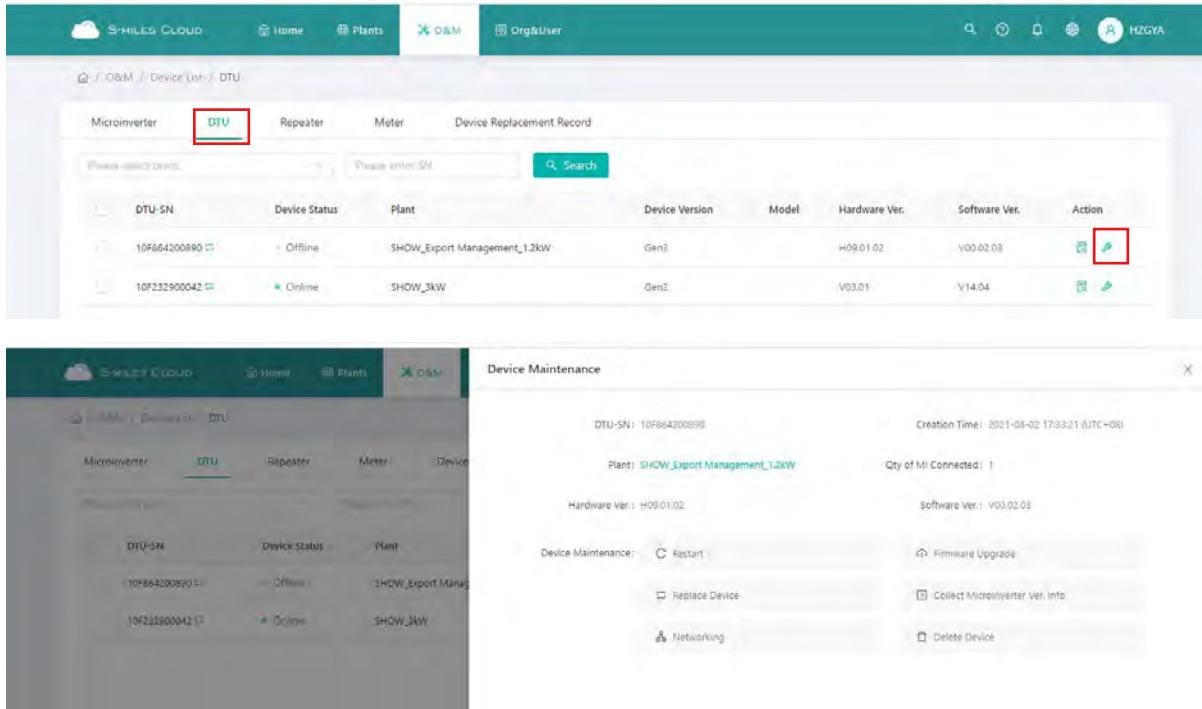 S-MILES CLOUD Home Plants O&M Org&User HZGYA
/ O&M / Device List / DTU
Microinverter DTU Repeater Meter Device Replacement Record
Please select plant Please enter SN Search
DTU-SN Device Status Plant Device Version Model Hardware Ver. Software Ver. Action
10F864200890 Offline SHOW_Export Management_1.2kW Gen3 H09.01.02 V00.02.03
10F232900042 Online SHOW_3kW Gen2 V03.01 V14.04
S-MILES CLOUD Home Plants O&M
/ O&M / Device List / DTU
Microinverter DTU Repeater Meter Device
DTU-SN Device Status Plant
10F864200890 Offline SHOW_Export Manag
10F232900042 Online SHOW_3kW
Device Maintenance
DTU-SN: 10F864200890 Creation Time: 2021-08-02 17:33:21 (UTC+08)
Plant: SHOW_Export Management_1.2kW Qty of MI Connected: 1
Hardware Ver.: H09.01.02 Software Ver.: V00.02.03
Device Maintenance: Restart Firmware Upgrade
Replace Device Collect Microinverter Ver. Info
Networking Delete Device